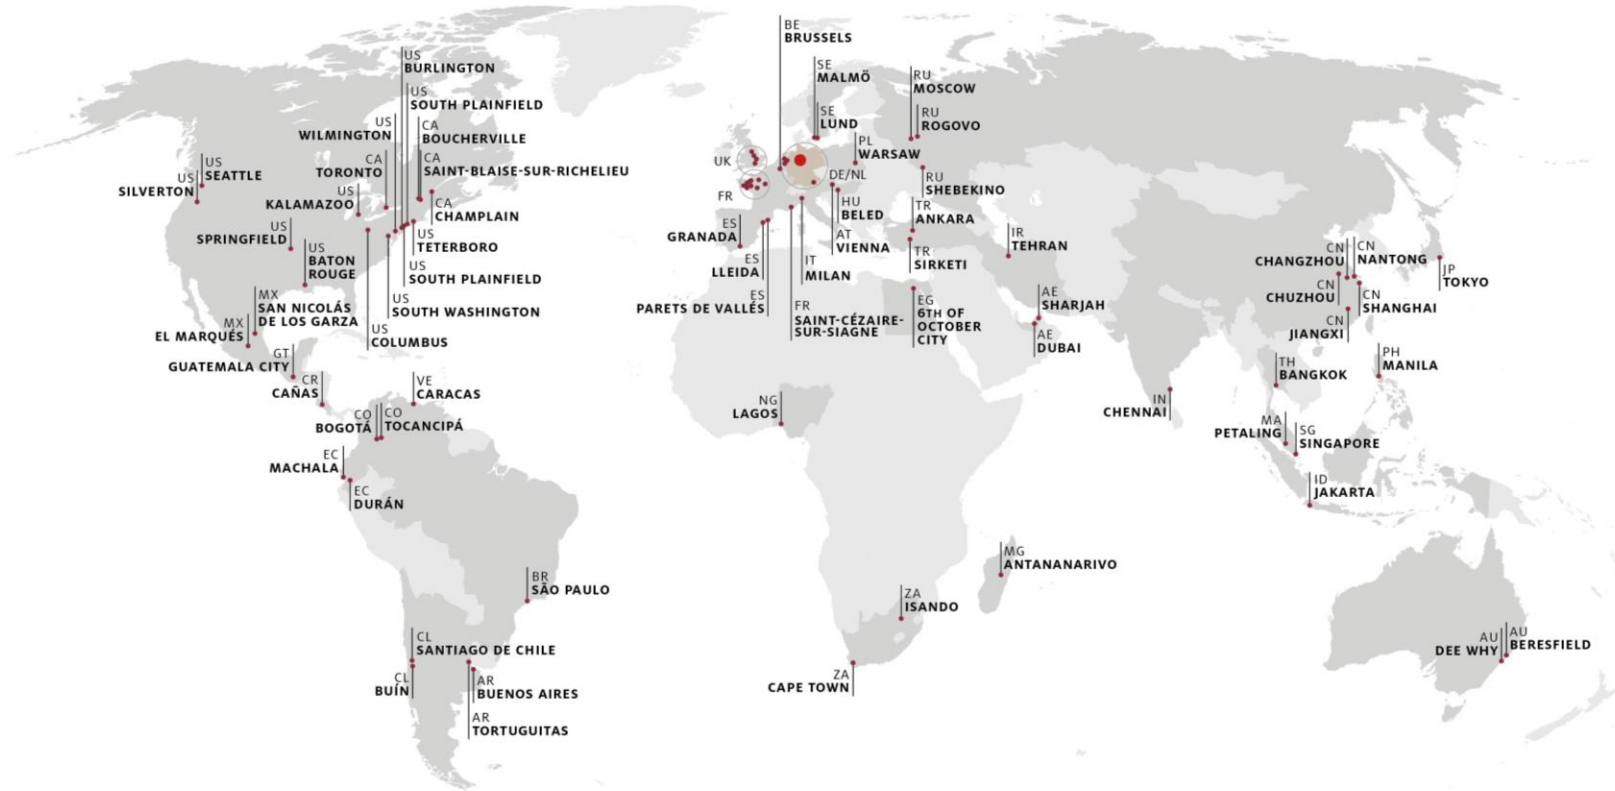 US
BURLINGTON
US
SOUTH PLAINFIELD
US
WILMINGTON
CA
BOUCHERVILLE
CA
TORONTO
CA
SAINT-BLAISE-SUR-RICHELIEU
US
SEATTLE
US
SILVERTON
US
KALAMAZOO
CA
CHAMPLAIN
US
SPRINGFIELD
US
TETERBORO
US
BATON
ROUGE
US
SOUTH PLAINFIELD
US
SOUTH WASHINGTON
US
COLUMBUS
MX
SAN NICOLÁS
DE LOS GARZA
MX
EL MARQUÉS
GT
GUATEMALA CITY
CR
CAÑAS
VE
CARACAS
CO
BOGOTÁ
CO
TOCANCIPÁ
EC
MACHALA
EC
DURÁN
BR
SÃO PAULO
CL
SANTIAGO DE CHILE
CL
BUÍN
AR
BUENOS AIRES
AR
TORTUGUITAS
BE
BRUSSELS
SE
MALMÖ
SE
LUND
RU
MOSCOW
RU
ROGOVO
PL
WARSAW
UK
DE/NL
FR
RU
SHEBEKINO
HU
BELED
TR
ANKARA
ES
GRANADA
AT
VIENNA
IR
TEHRAN
ES
LLEIDA
IT
MILAN
TR
SIRKETI
ES
PARETS DE VALLÉS
FR
SAINT-CÉZAIRE-
SUR-SIAGNE
EG
6TH OF
OCTOBER
CITY
AE
SHARJAH
AE
DUBAI
NG
LAGOS
MG
ANTANANARIVO
ZA
ISANDO
ZA
CAPE TOWN
CN
CHANGZHOU
CN
NANTONG
JP
TOKYO
CN
CHUZHOU
CN
SHANGHAI
CN
JIANGXI
TH
BANGKOK
PH
MANILA
IN
CHENNAI
MA
PETALING
SG
SINGAPORE
ID
JAKARTA
AU
DEE WHY
AU
BERESFIELD